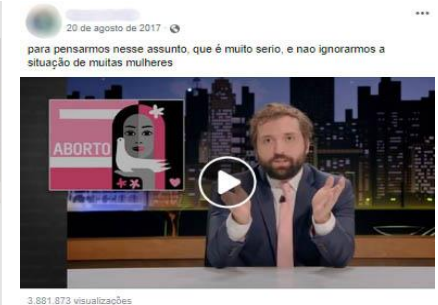 20 de agosto de 2017 ·
para pensarmos nesse assunto, que é muito serio, e nao ignorarmos a
situação de muitas mulheres
ABORTO
3.881.873 visualizações